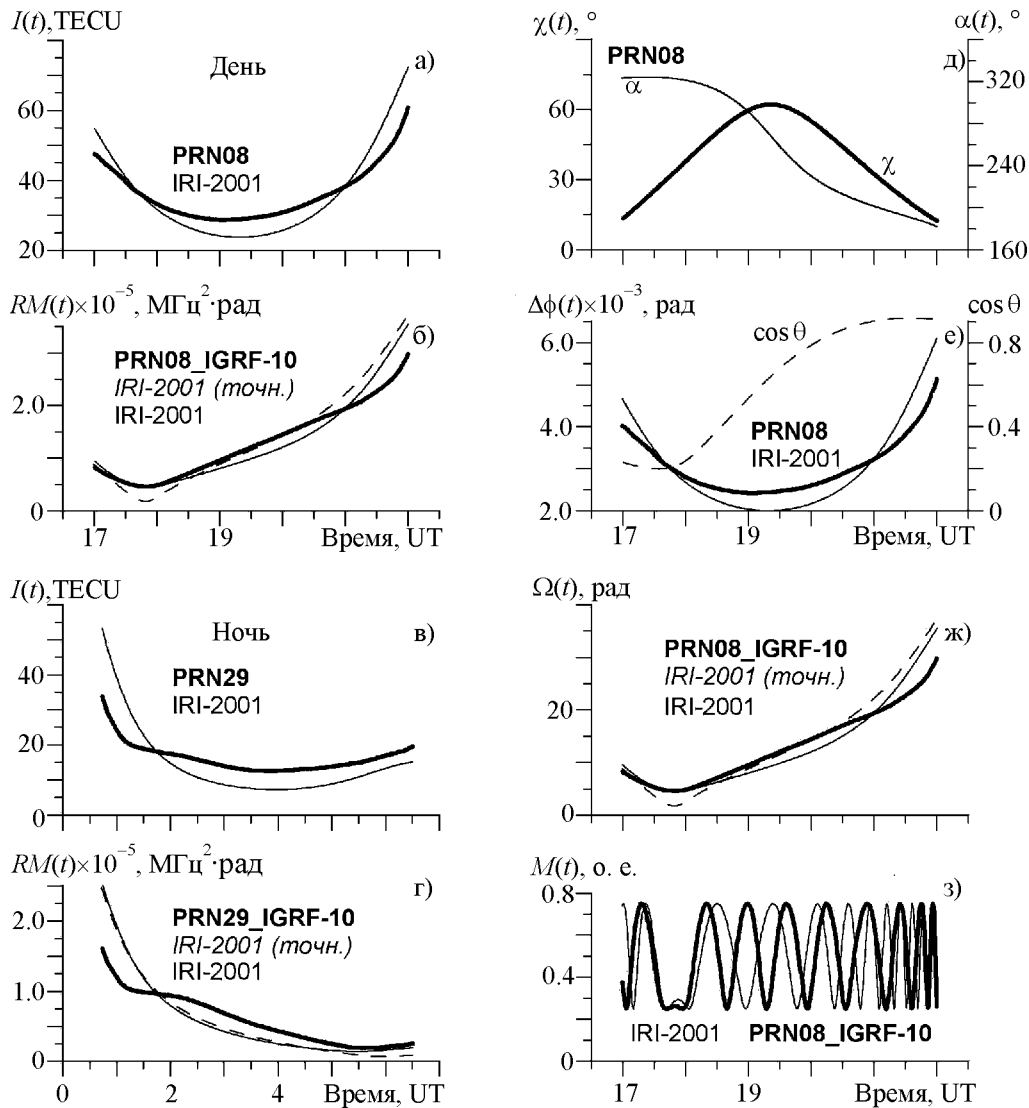 I(t),TECU
а)
День
60
40
20
PRN08
IRI-2001
χ(t), °
α(t), °
PRN08
д)
α
χ
60
30
0
320
240
160
RM(t)×10⁻⁵, МГц²·рад
б)
PRN08_IGRF-10
IRI-2001 (точн.)
IRI-2001
2.0
0
17
19
Время, UT
Δϕ(t)×10⁻³, рад
cosθ
cosθ
е)
6.0
4.0
2.0
0.8
0.4
0
PRN08
IRI-2001
17
19
Время, UT
I(t),TECU
Ночь
в)
PRN29
IRI-2001
40
20
0
0
2
4
Ω(t), рад
ж)
PRN08_IGRF-10
IRI-2001 (точн.)
IRI-2001
20
0
RM(t)×10⁻⁵, МГц²·рад
г)
PRN29_IGRF-10
IRI-2001 (точн.)
IRI-2001
2.0
1.0
0
0
2
4
Время, UT
M(t), о. е.
з)
0.8
0.4
0
IRI-2001 PRN08_IGRF-10
17
19
Время, UT